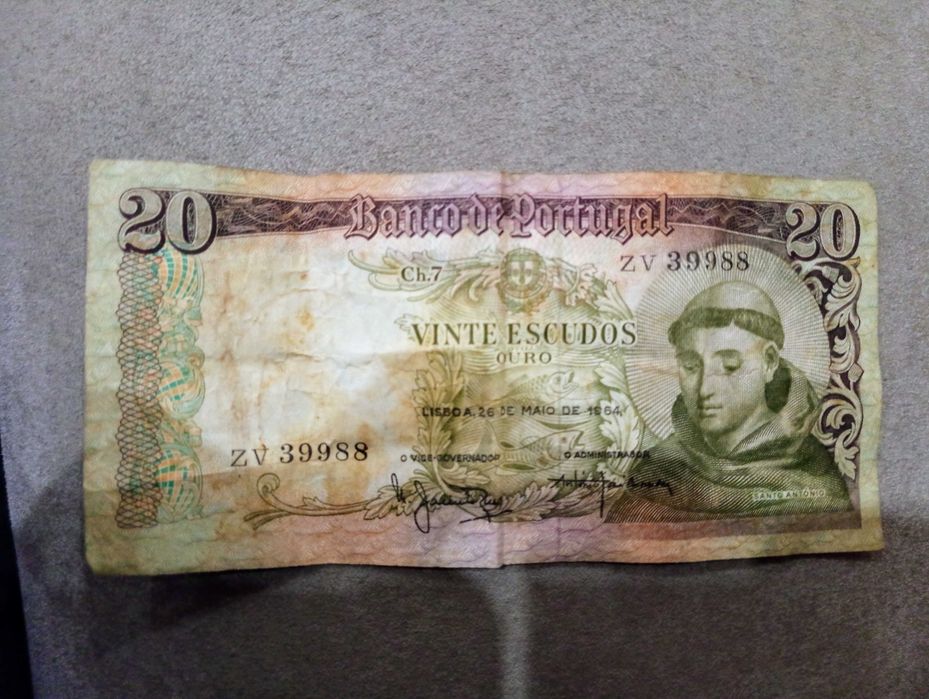 20 Banco de Portugal 20
Ch.7 ZV 39988
VINTE ESCUDOS
OURO
LISBOA, 26 DE MAIO DE 1964
ZV 39988
O VICE-GOVERNADOR O ADMINISTRADOR
SANTO ANTÓNIO